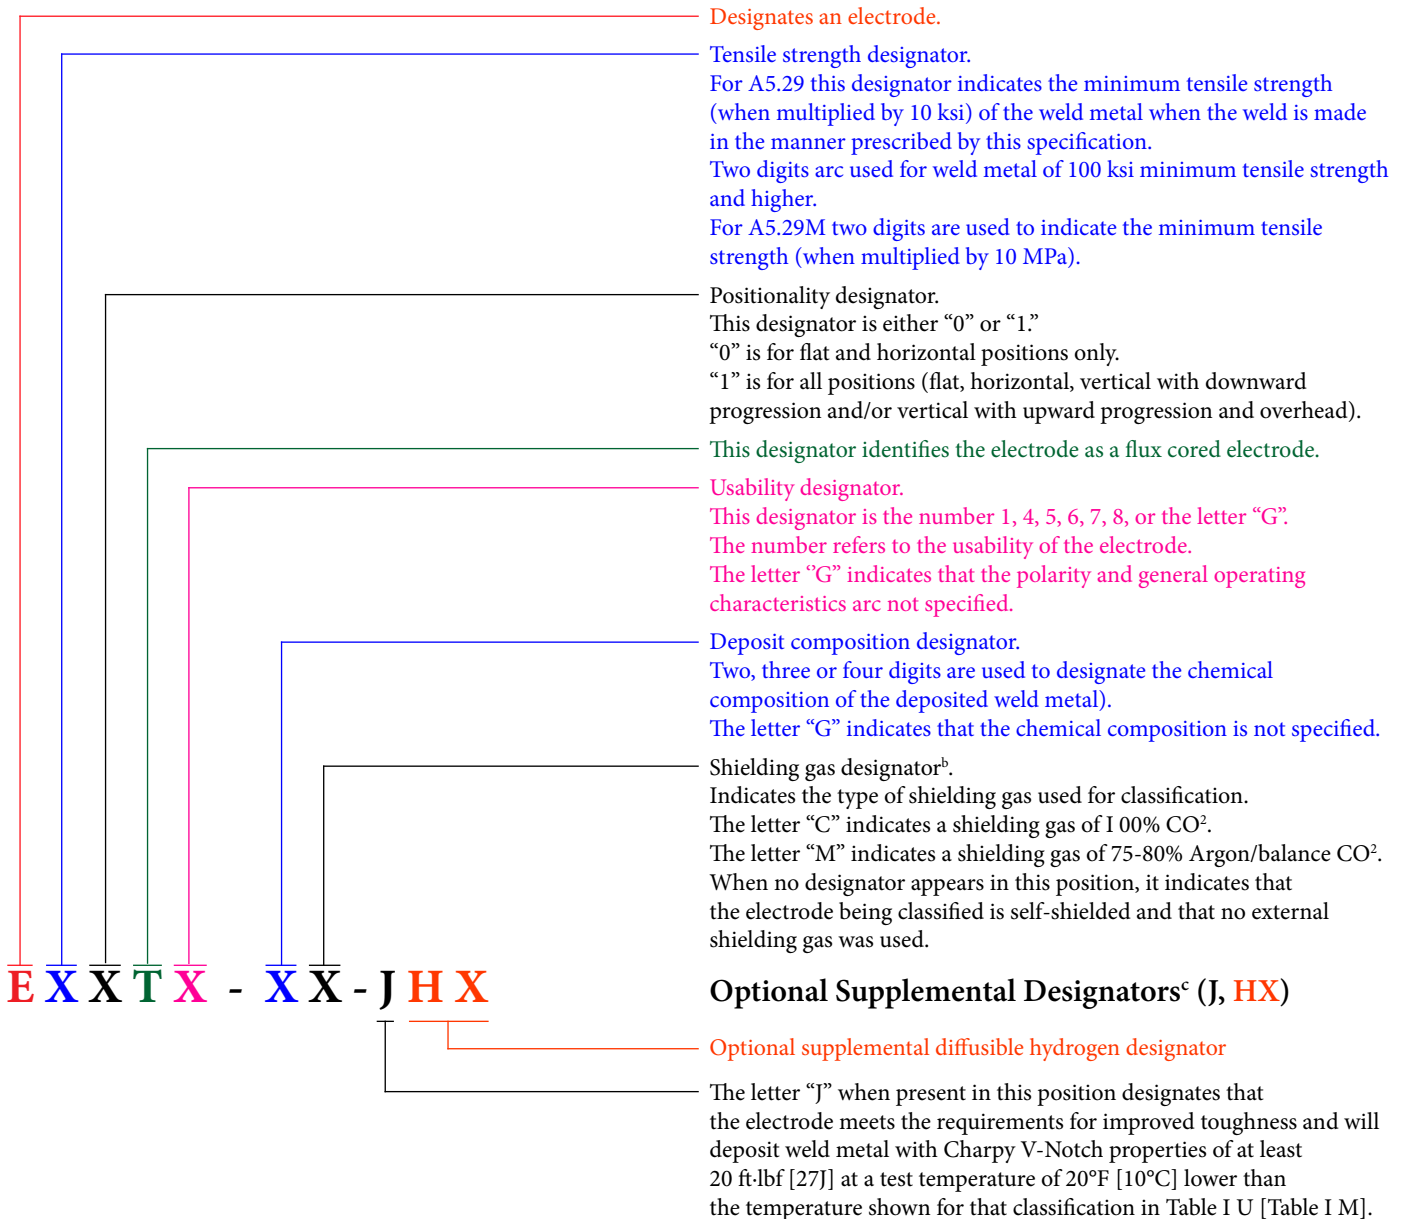 Designates an electrode.
Tensile strength designator.
For A5.29 this designator indicates the minimum tensile strength
(when multiplied by 10 ksi) of the weld metal when the weld is made
in the manner prescribed by this specification.
Two digits arc used for weld metal of 100 ksi minimum tensile strength
and higher.
For A5.29M two digits are used to indicate the minimum tensile
strength (when multiplied by 10 MPa).
Positionality designator.
This designator is either “0” or “1.”
“0” is for flat and horizontal positions only.
“1” is for all positions (flat, horizontal, vertical with downward
progression and/or vertical with upward progression and overhead).
This designator identifies the electrode as a flux cored electrode.
Usability designator.
This designator is the number 1, 4, 5, 6, 7, 8, or the letter “G”.
The number refers to the usability of the electrode.
The letter ‘’G” indicates that the polarity and general operating
characteristics arc not specified.
Deposit composition designator.
Two, three or four digits are used to designate the chemical
composition of the deposited weld metal).
The letter “G” indicates that the chemical composition is not specified.
Shielding gas designatorᵇ.
Indicates the type of shielding gas used for classification.
The letter “C” indicates a shielding gas of I 00% CO².
The letter “M” indicates a shielding gas of 75-80% Argon/balance CO².
When no designator appears in this position, it indicates that
the electrode being classified is self-shielded and that no external
shielding gas was used.
E X X T X - X X - J H X
Optional Supplemental Designatorsᶜ (J, HX)
Optional supplemental diffusible hydrogen designator
The letter “J” when present in this position designates that
the electrode meets the requirements for improved toughness and will
deposit weld metal with Charpy V-Notch properties of at least
20 ft·lbf [27J] at a test temperature of 20°F [10°C] lower than
the temperature shown for that classification in Table I U [Table I M].